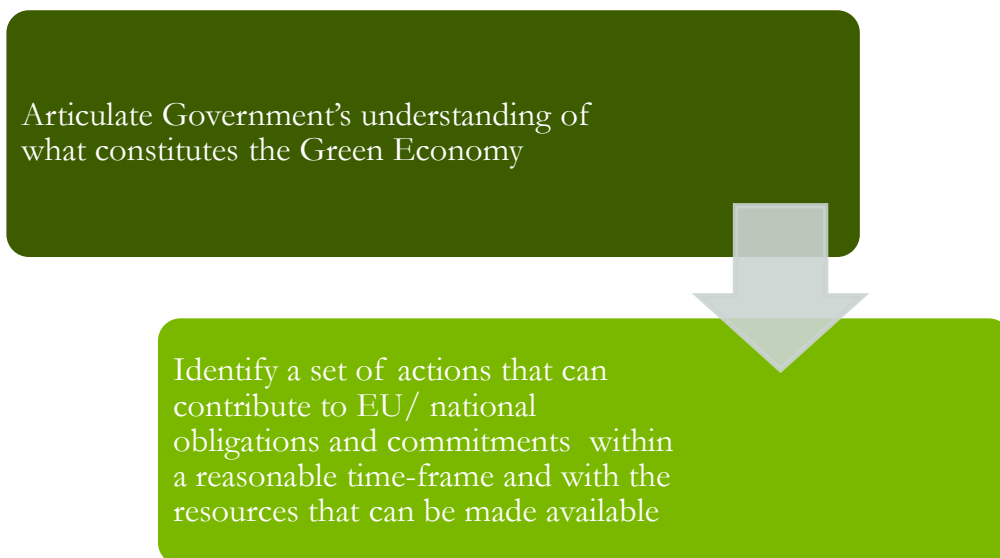 Articulate Government’s understanding of
what constitutes the Green Economy
Identify a set of actions that can
contribute to EU/ national
obligations and commitments within
a reasonable time-frame and with the
resources that can be made available